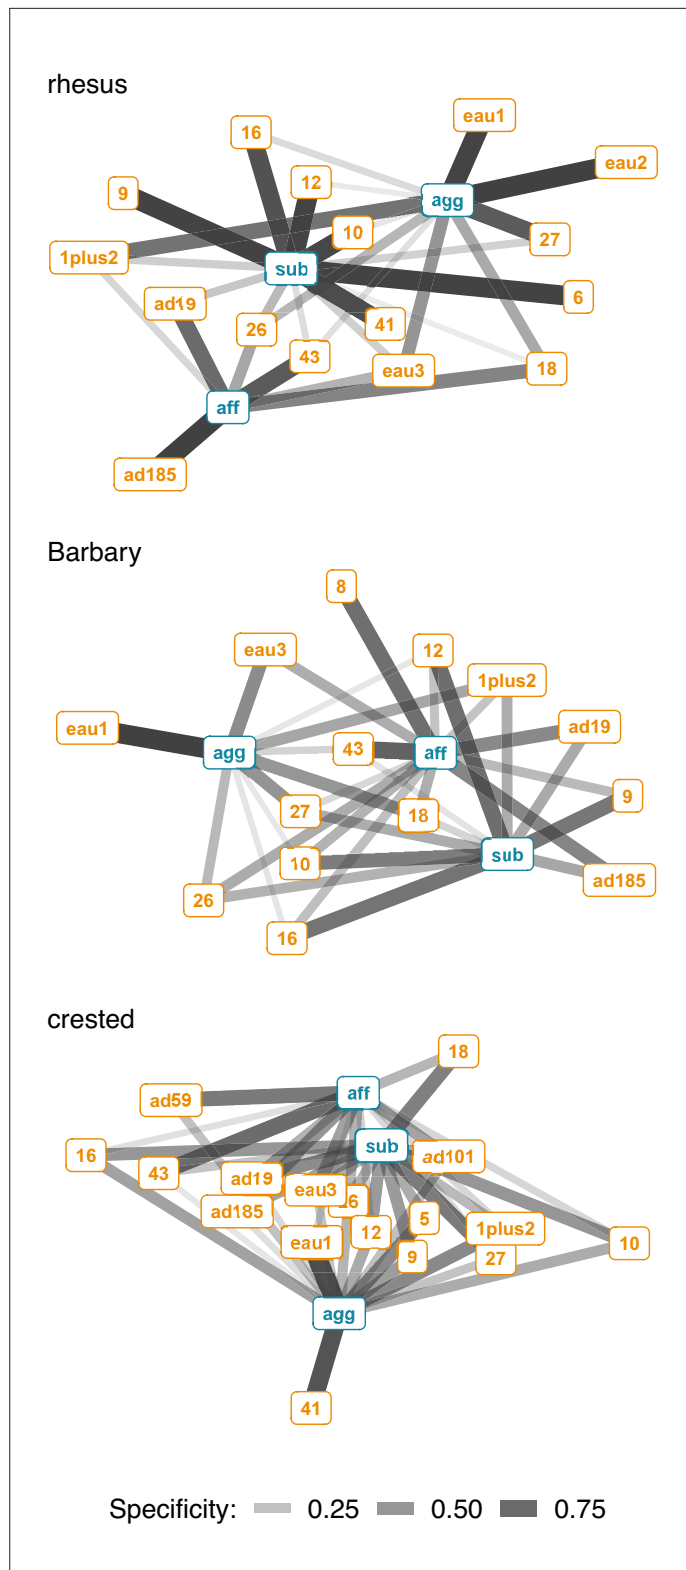 rhesus
eau1
16
eau2
12
9
agg
10
27
1plus2
sub
6
ad19
41
26
43
18
eau3
aff
ad185
Barbary
8
eau3
12
1plus2
eau1
ad19
43
aff
agg
9
27
18
sub
10
ad185
26
16
crested
18
aff
ad59
sub
16
ad101
43
ad19
eau3
26
ad185
5
1plus2
12
eau1
10
9
27
agg
41
Specificity: 0.25 0.50 0.75